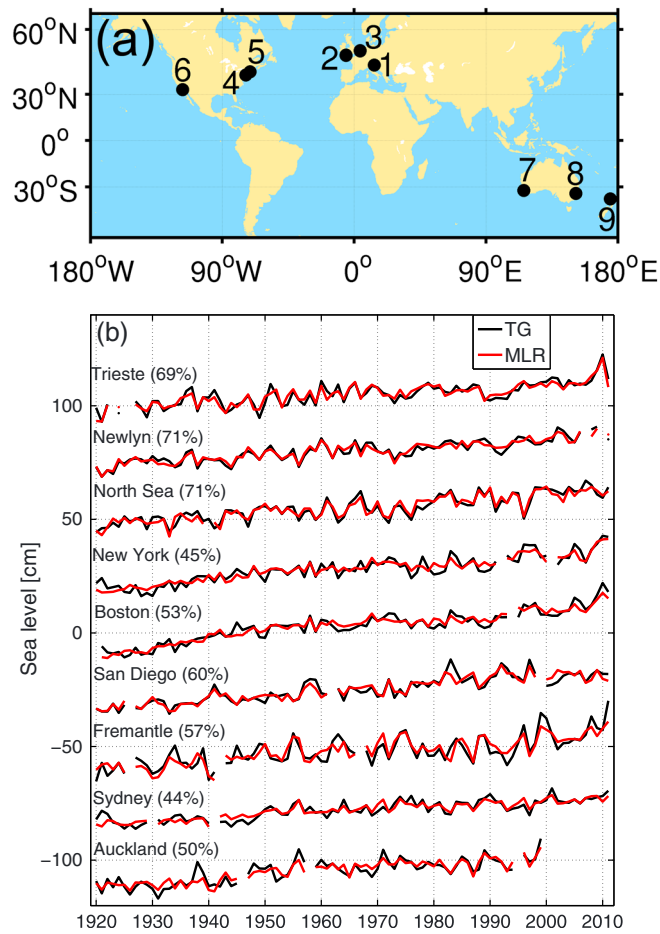 (a)
60°N
30°N
0°
30°S
1
2
3
4
5
6
7
8
9
180°W
90°W
0°
90°E
180°E
(b)
TG
MLR
Trieste (69%)
Newlyn (71%)
North Sea (71%)
New York (45%)
Boston (53%)
San Diego (60%)
Fremantle (57%)
Sydney (44%)
Auckland (50%)
Sea level [cm]
100
50
0
−50
−100
1920
1930
1940
1950
1960
1970
1980
1990
2000
2010